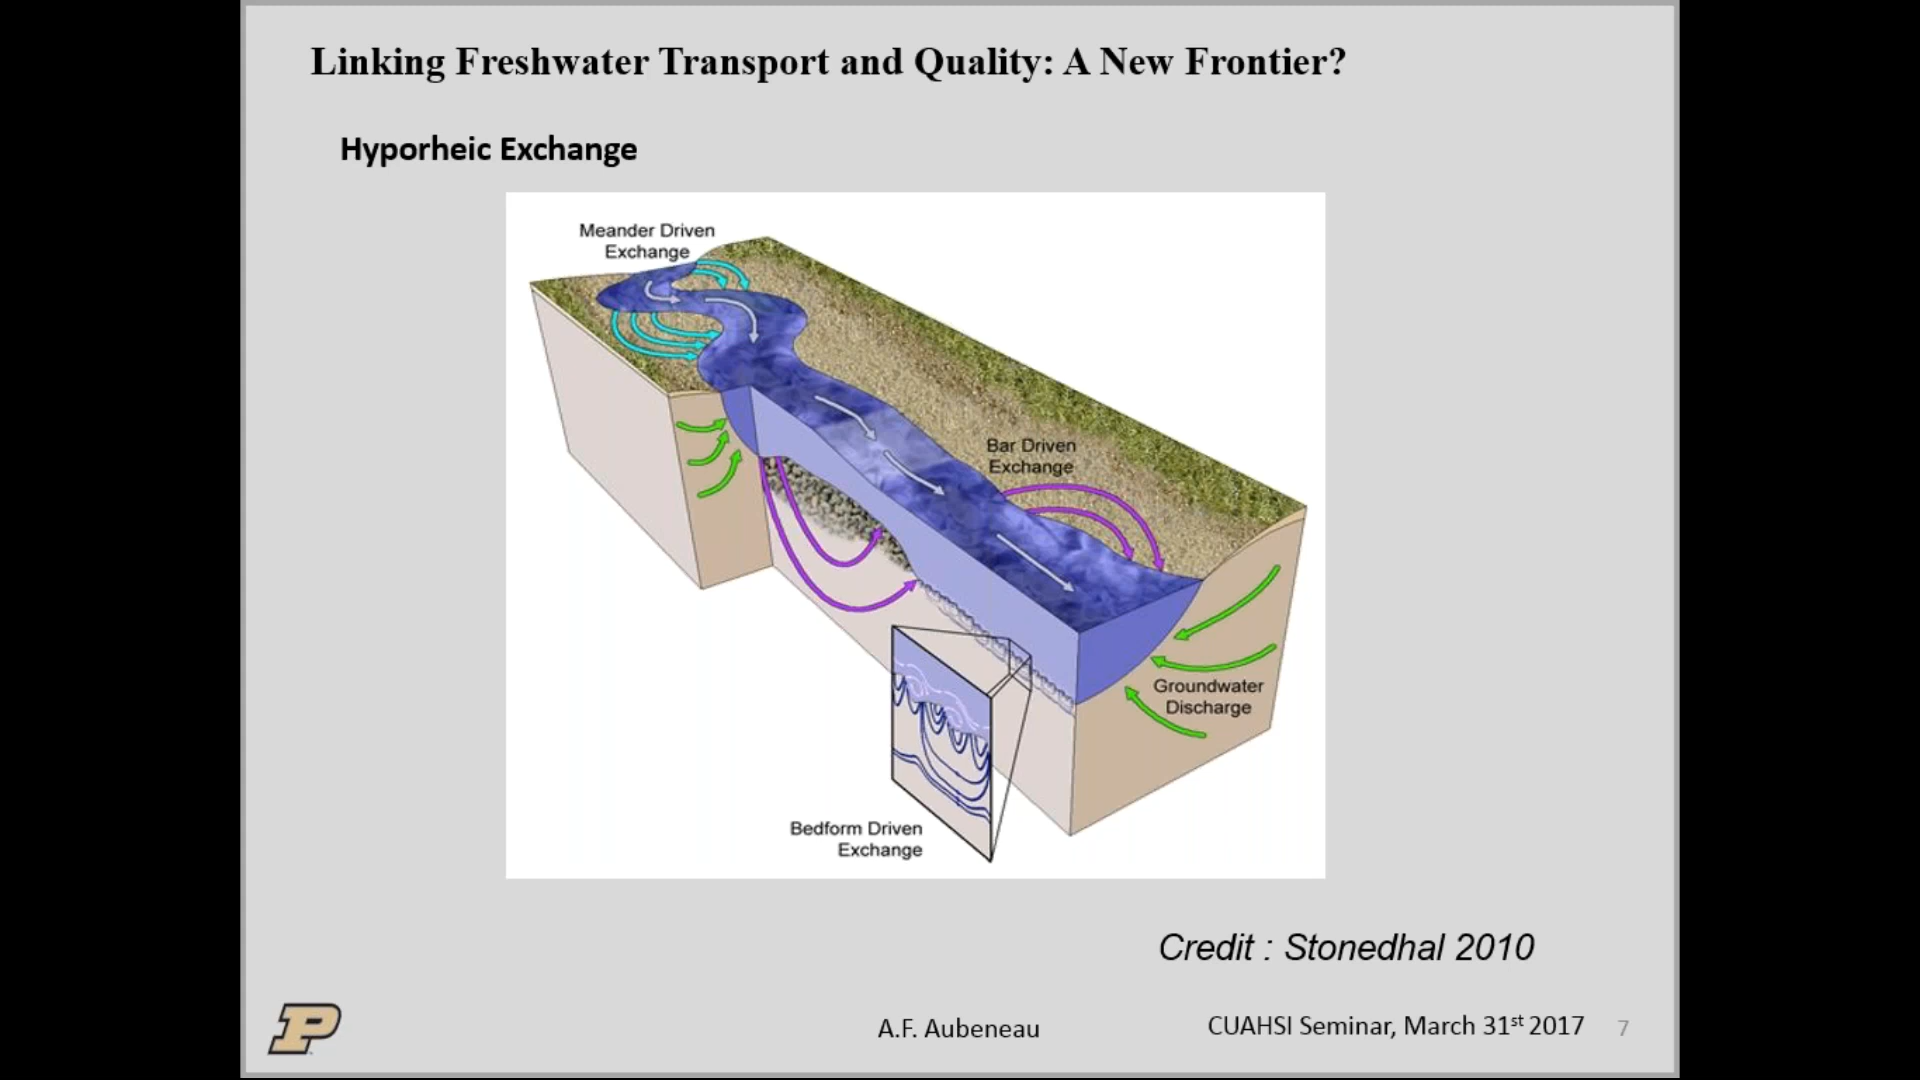 Linking Freshwater Transport and Quality: A New Frontier?
Hyporheic Exchange
Meander Driven
Exchange
Bar Driven
Exchange
Groundwater
Discharge
Bedform Driven
Exchange
Credit : Stonedhal 2010
P
A.F. Aubeneau
CUAHSI Seminar, March 31st 2017
7